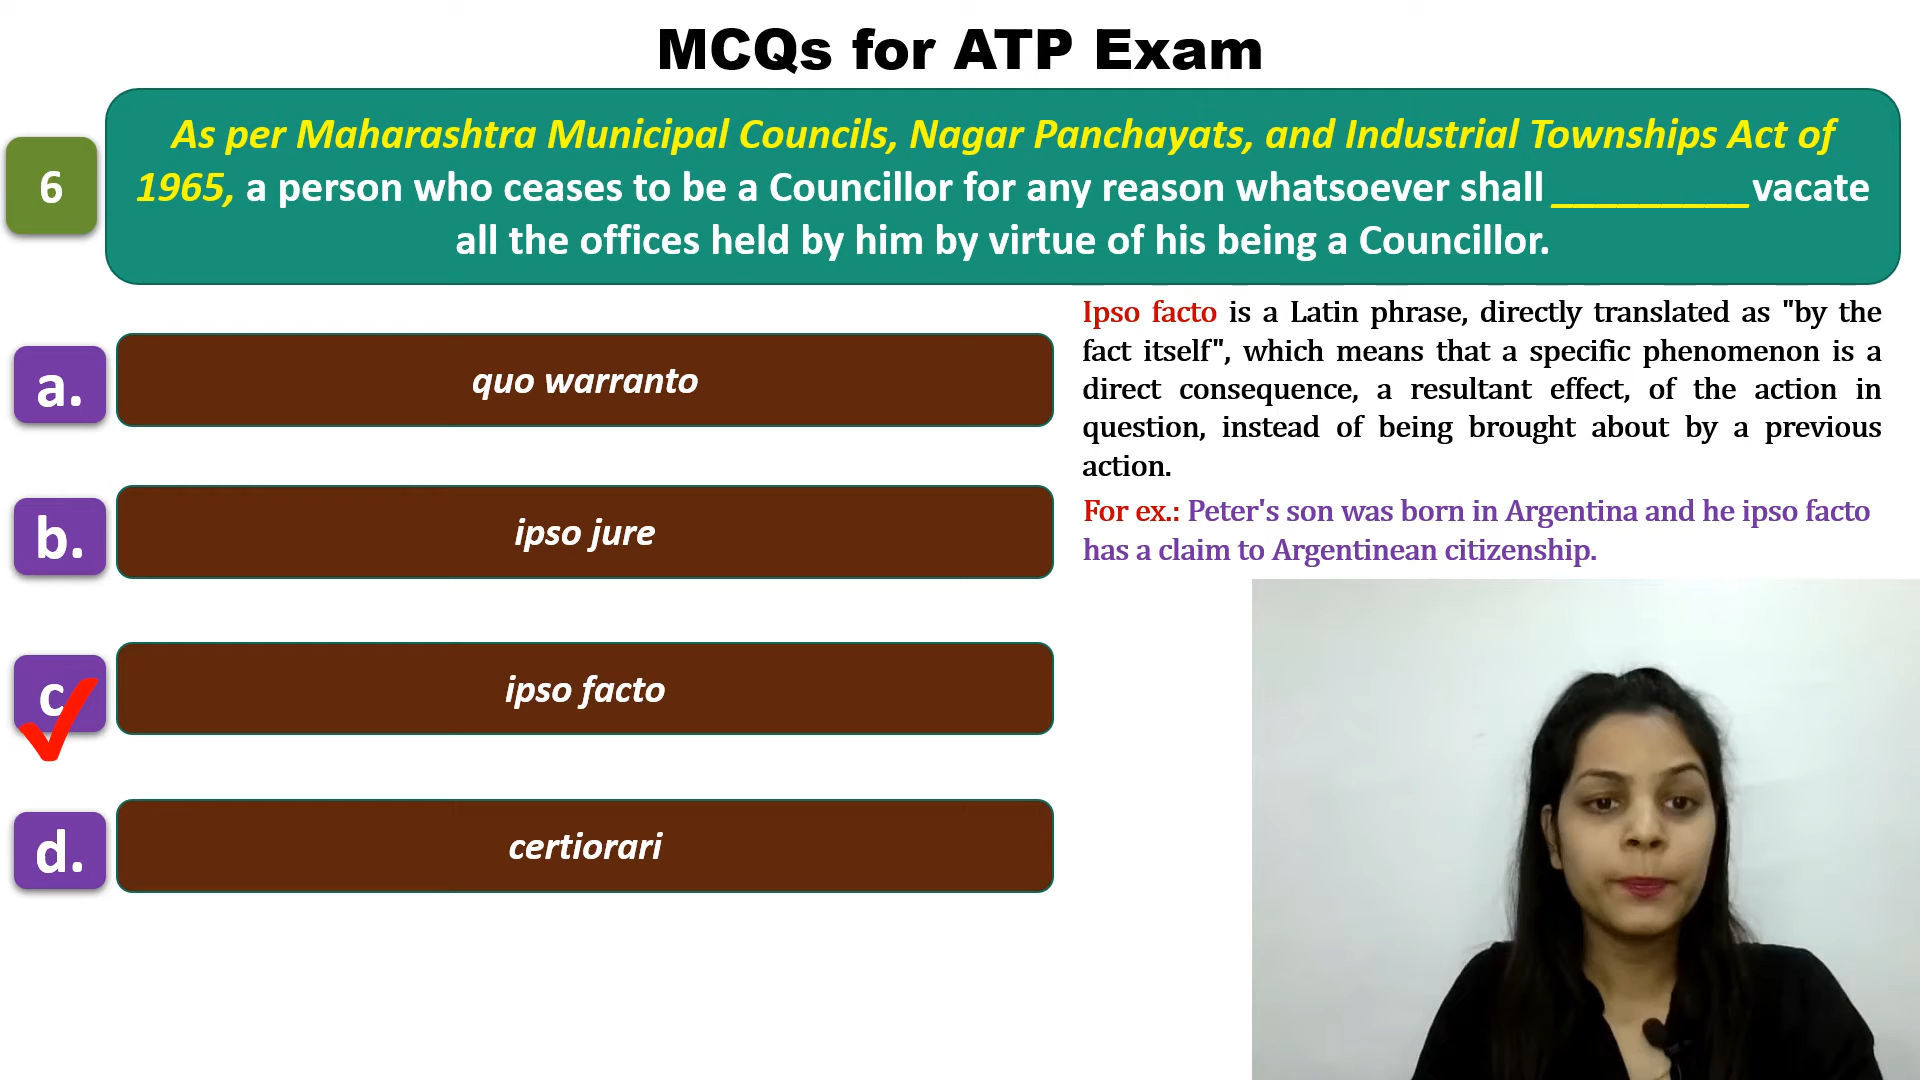 MCQs for ATP Exam
6
As per Maharashtra Municipal Councils, Nagar Panchayats, and Industrial Townships Act of
1965, a person who ceases to be a Councillor for any reason whatsoever shall _________ vacate
all the offices held by him by virtue of his being a Councillor.
a.
quo warranto
b.
ipso jure
c
ipso facto
d.
certiorari
Ipso facto is a Latin phrase, directly translated as "by the
fact itself", which means that a specific phenomenon is a
direct consequence, a resultant effect, of the action in
question, instead of being brought about by a previous
action.
For ex.: Peter's son was born in Argentina and he ipso facto
has a claim to Argentinean citizenship.